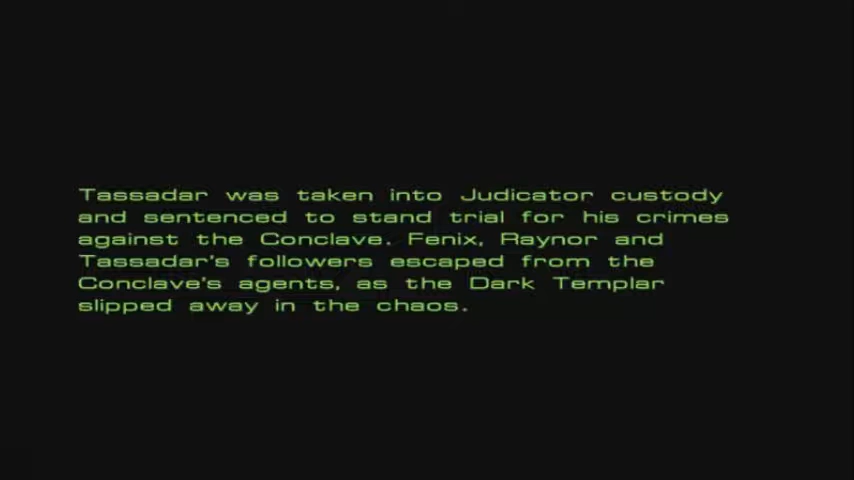 Tassadar was taken into Judicator custody
and sentenced to stand trial for his crimes
against the Conclave. Fenix, Raynor and
Tassadar's followers escaped from the
Conclave's agents, as the Dark Templar
slipped away in the chaos.